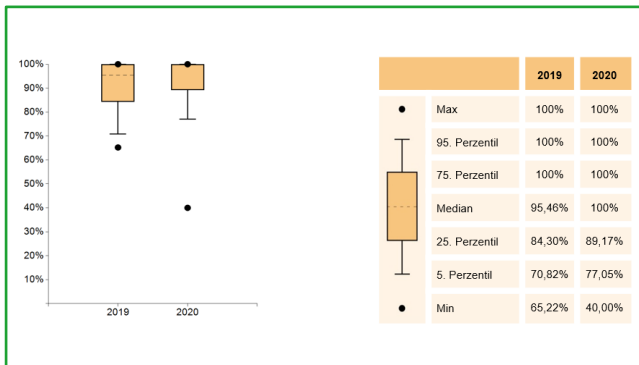 100%
90%
80%
70%
60%
50%
40%
30%
20%
10%
2019 2020
2019 2020
Max 100% 100%
95. Perzentil 100% 100%
75. Perzentil 100% 100%
Median 95,46% 100%
25. Perzentil 84,30% 89,17%
5. Perzentil 70,82% 77,05%
Min 65,22% 40,00%